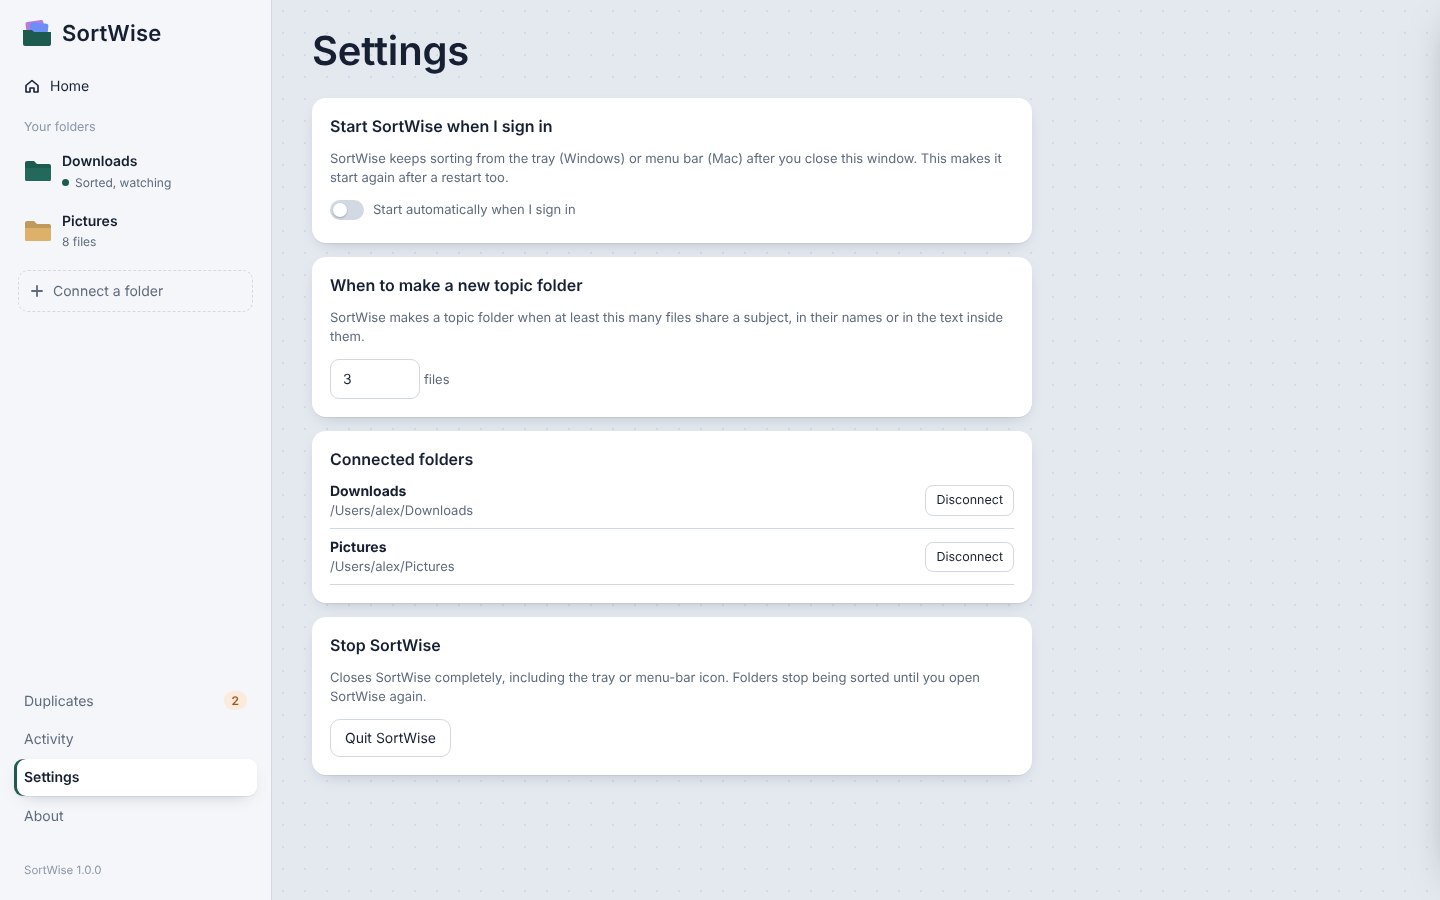 SortWise
Home
Your folders
Downloads
Sorted, watching
Pictures
8 files
Connect a folder
Duplicates 2
Activity
Settings
About
SortWise 1.0.0
Settings
Start SortWise when I sign in
SortWise keeps sorting from the tray (Windows) or menu bar (Mac) after you close this window. This makes it
start again after a restart too.
Start automatically when I sign in
When to make a new topic folder
SortWise makes a topic folder when at least this many files share a subject, in their names or in the text inside
them.
3 files
Connected folders
Downloads
/Users/alex/Downloads
Disconnect
Pictures
/Users/alex/Pictures
Disconnect
Stop SortWise
Closes SortWise completely, including the tray or menu-bar icon. Folders stop being sorted until you open
SortWise again.
Quit SortWise